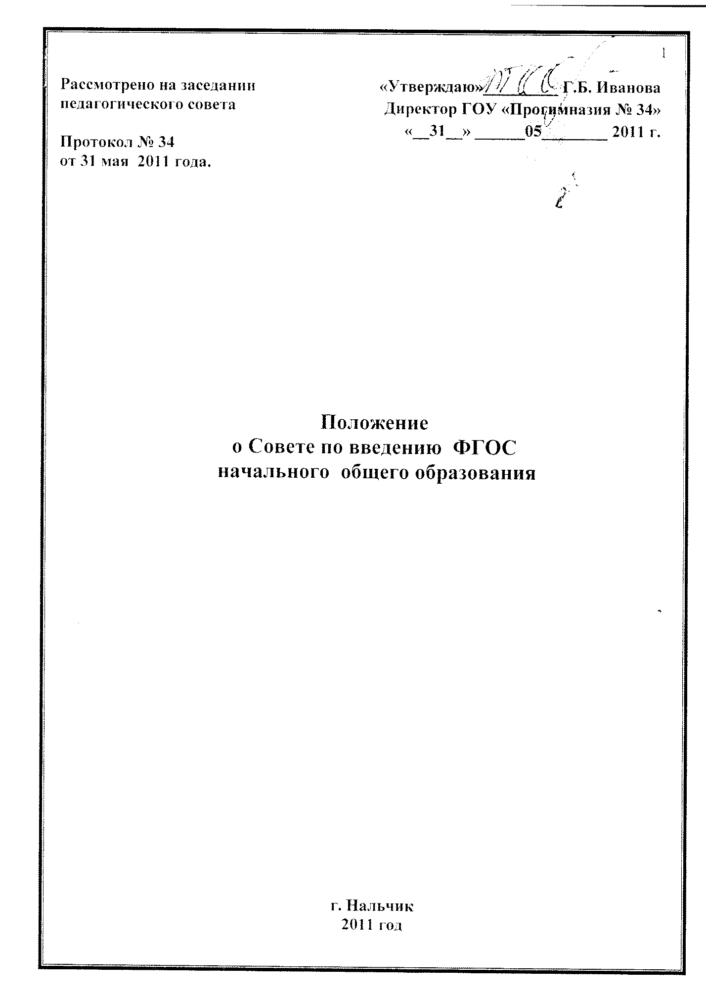 1
Рассмотрено на заседании
педагогического совета
Протокол № 34
от 31 мая 2011 года.
«Утверждаю»__________ Г.Б. Иванова
Директор ГОУ «Прогимназия № 34»
«__31__» ______05________ 2011 г.
Положение
о Совете по введению ФГОС
начального общего образования
г. Нальчик
2011 год